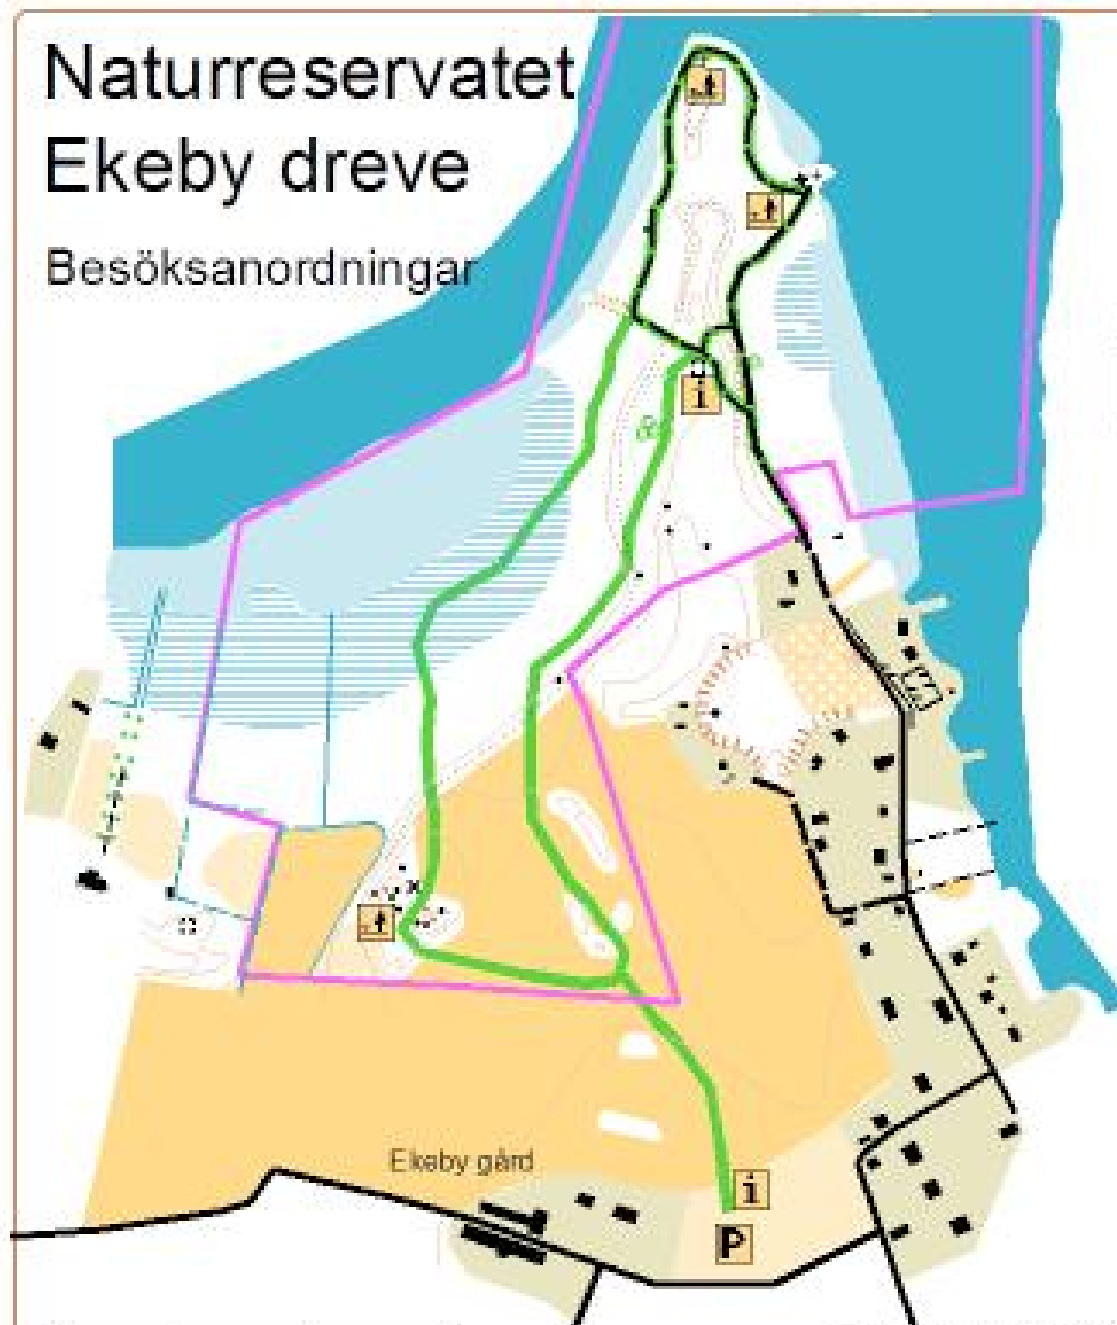 Naturreservatet
Ekeby dreve
Besöksanordningar
i
Ekeby gård
i
P